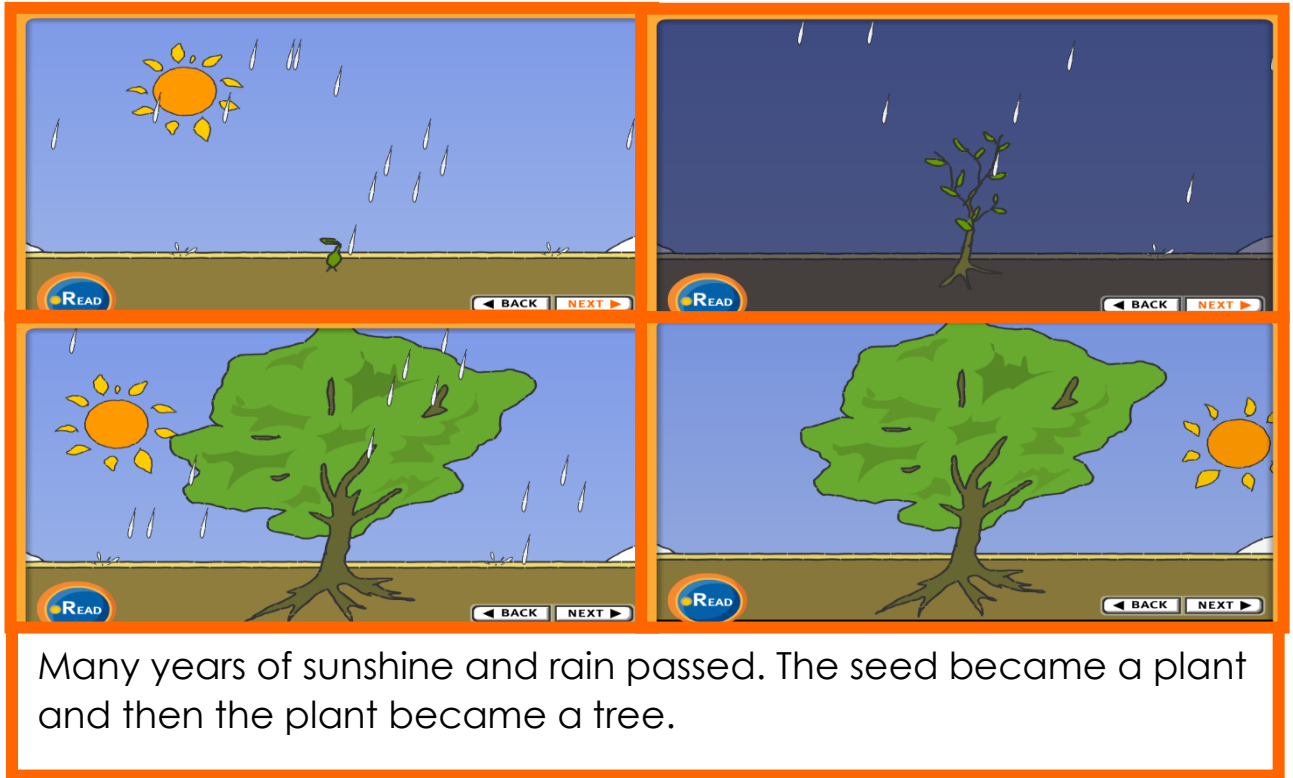 READ
◀ BACK NEXT ▶
READ
◀ BACK NEXT ▶
READ
◀ BACK NEXT ▶
READ
◀ BACK NEXT ▶
Many years of sunshine and rain passed. The seed became a plant
and then the plant became a tree.